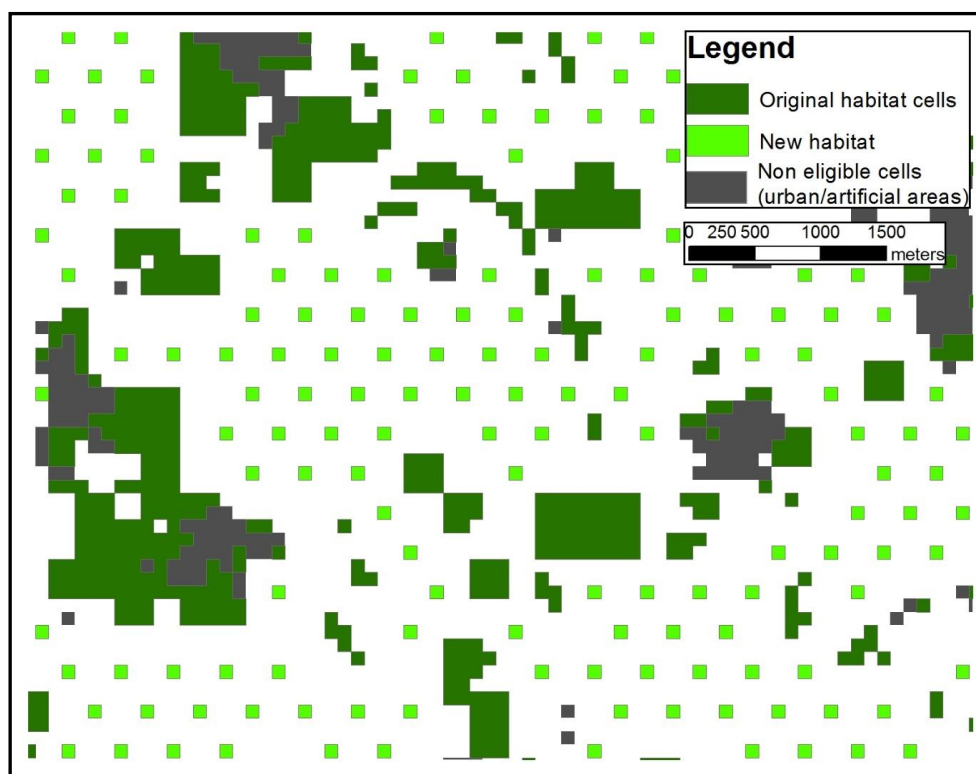 Legend
Original habitat cells
New habitat
Non eligible cells
(urban/artificial areas)
0 250 500 1000 1500
meters